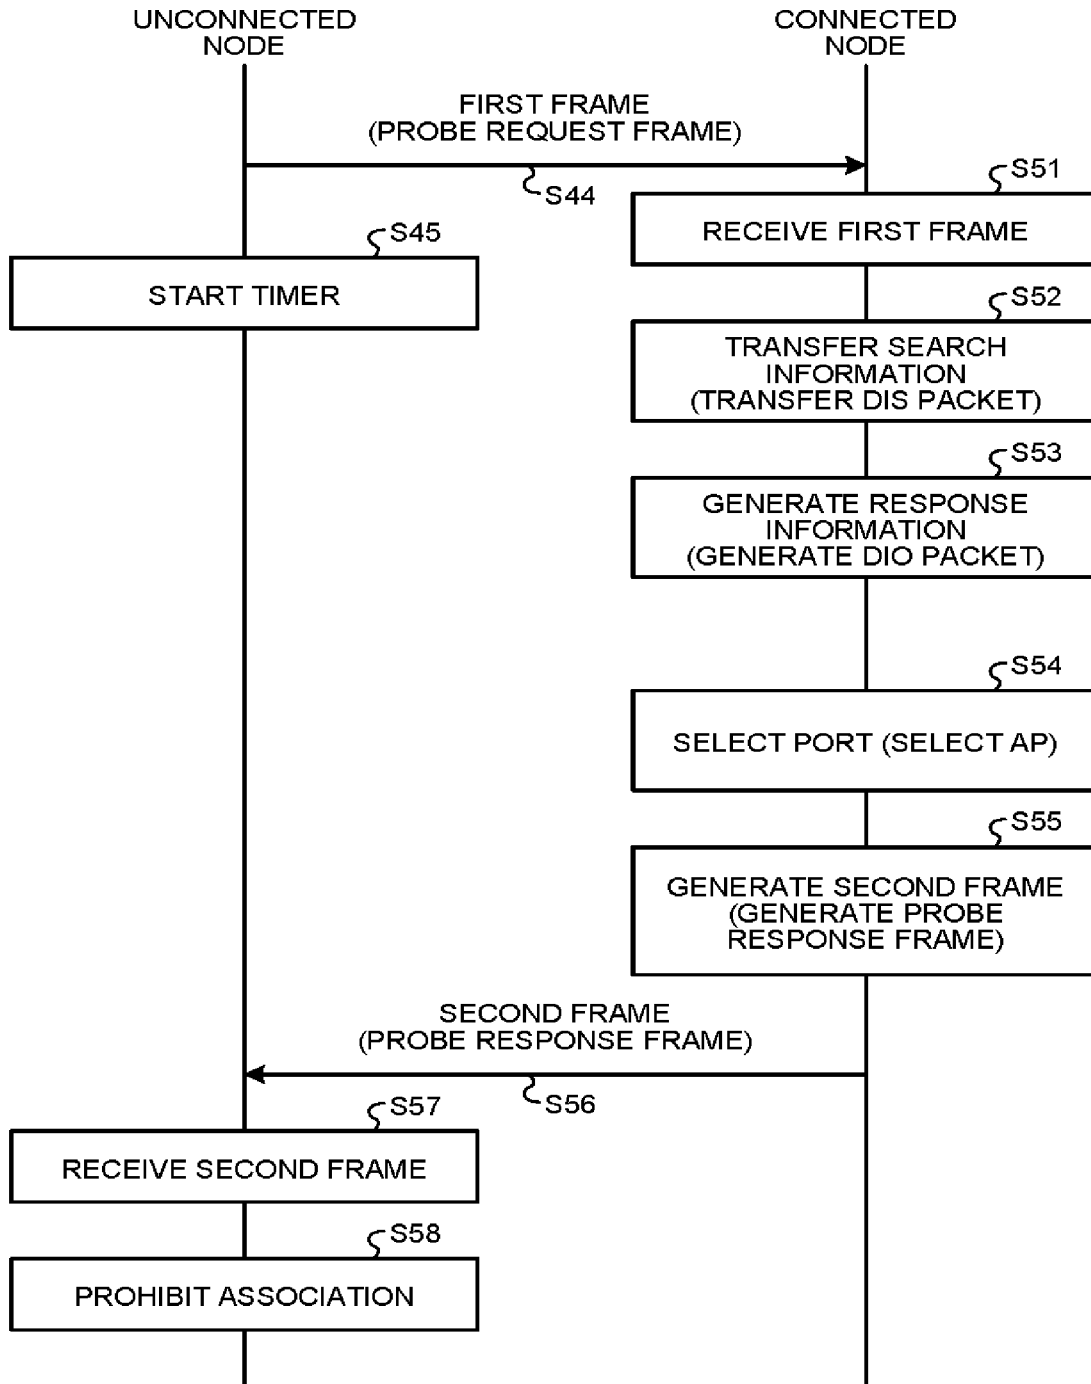 UNCONNECTED
NODE
CONNECTED
NODE
FIRST FRAME
(PROBE REQUEST FRAME)
S44
S51
RECEIVE FIRST FRAME
S45
START TIMER
S52
TRANSFER SEARCH
INFORMATION
(TRANSFER DIS PACKET)
S53
GENERATE RESPONSE
INFORMATION
(GENERATE DIO PACKET)
S54
SELECT PORT (SELECT AP)
S55
GENERATE SECOND FRAME
(GENERATE PROBE
RESPONSE FRAME)
SECOND FRAME
(PROBE RESPONSE FRAME)
S56
S57
RECEIVE SECOND FRAME
S58
PROHIBIT ASSOCIATION